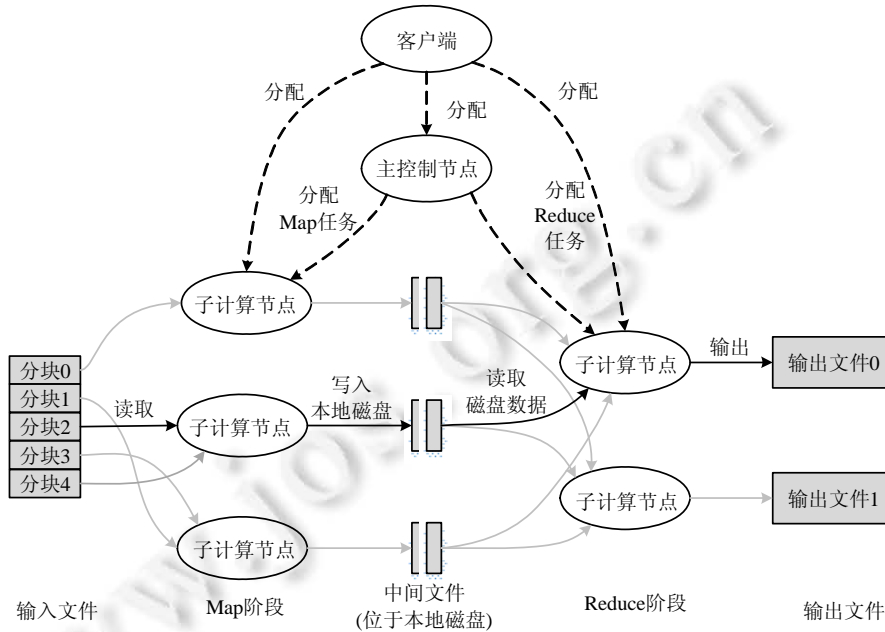 客户端
分配
分配
分配
主控制节点
分配
Map任务
分配
Reduce
任务
子计算节点
分块0
分块1
分块2
分块3
分块4
读取
子计算节点
写入
本地磁盘
读取
磁盘数据
子计算节点
输出
输出文件0
子计算节点
子计算节点
输出文件1
输入文件
Map阶段
中间文件
(位于本地磁盘)
Reduce阶段
输出文件
www.jos.org.cn